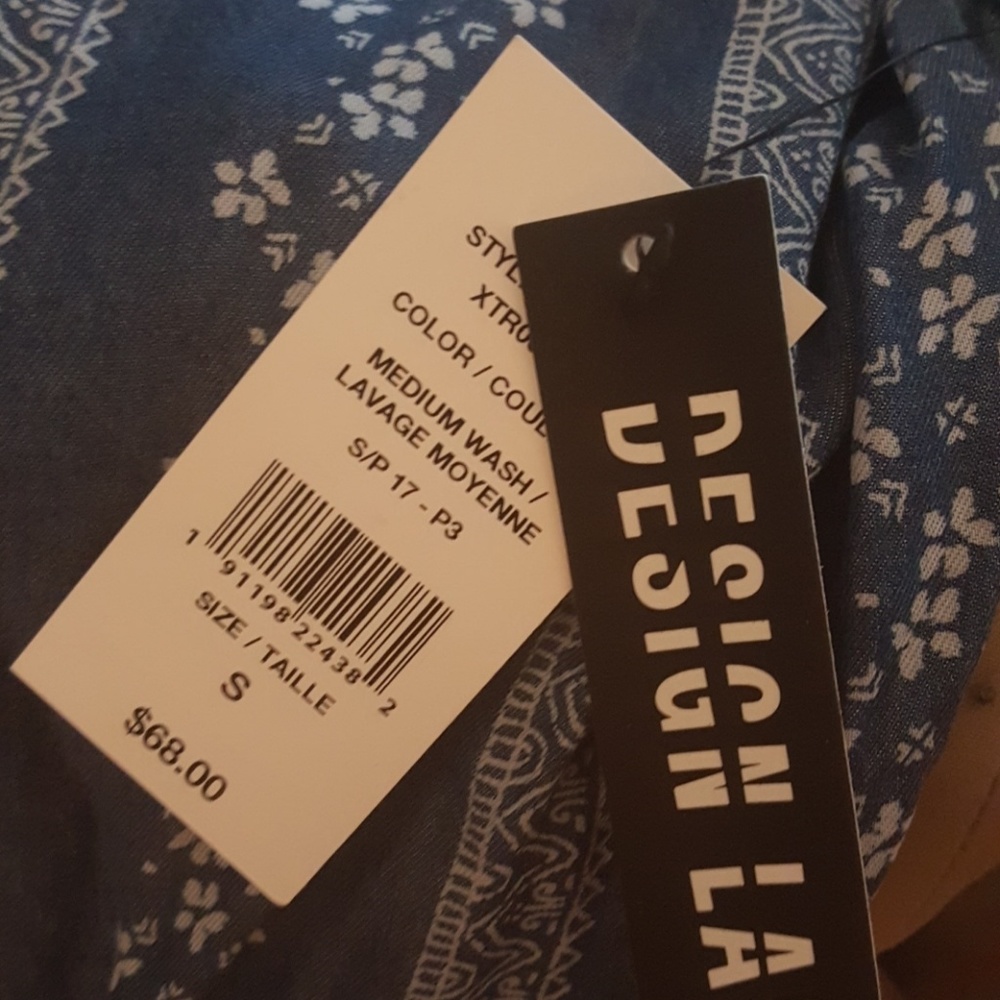 STYL
XTR0
COLOR / COUL
MEDIUM WASH /
LAVAGE MOYENNE
S/P 17 - P3
1 91198 22438 2
SIZE / TAILLE
S
$68.00
DESIGN LA